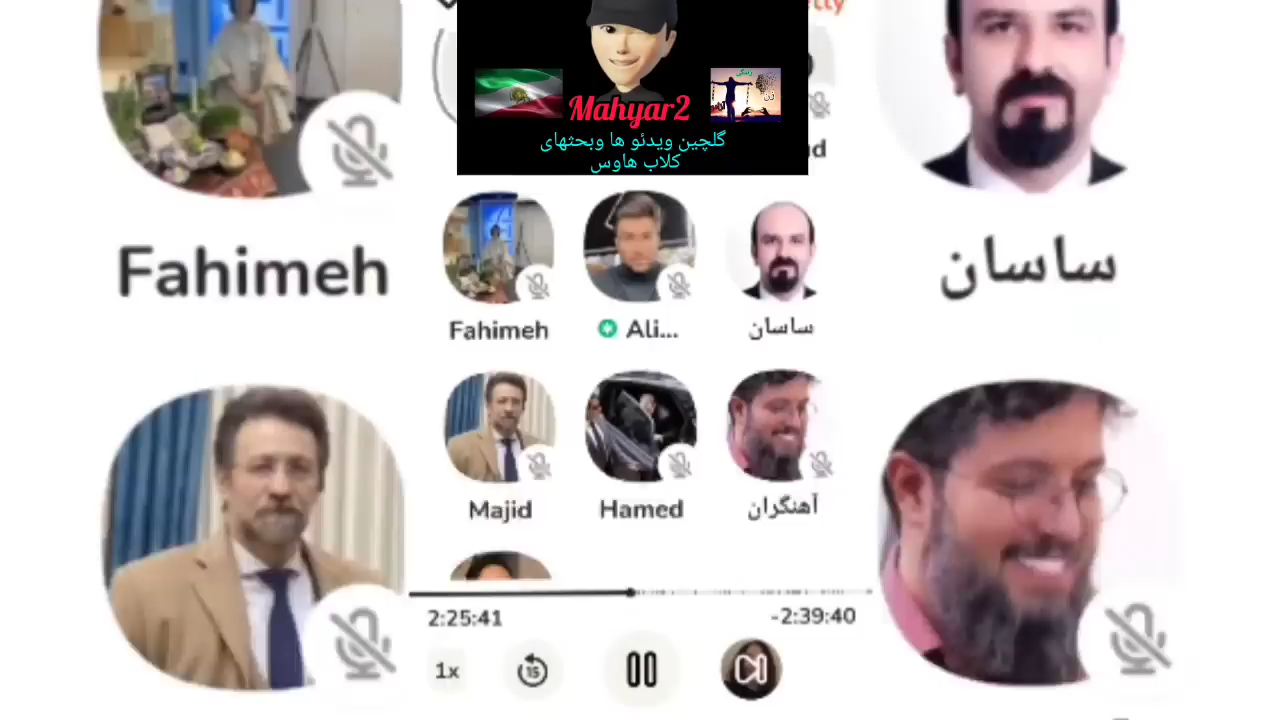 Mahyar2
گلچین ویدئو ها وبحثهای
کلاب هاوس
Fahimeh
ساسان
Fahimeh
Ali...
ساسان
Majid
Hamed
آهنگران
2:25:41
-2:39:40
1x
15